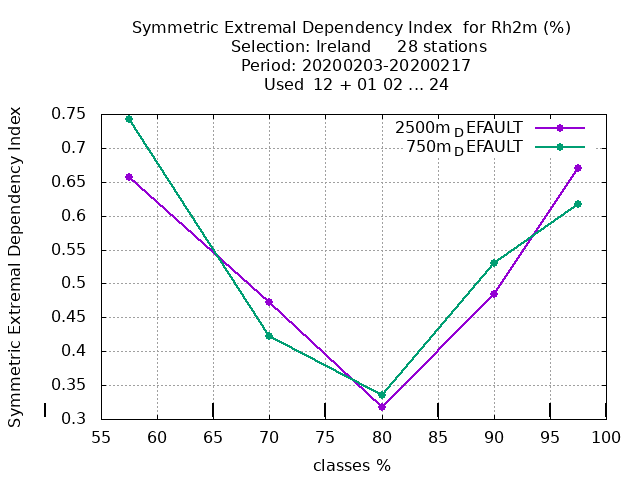 Symmetric Extremal Dependency Index  for Rh2m (%)
Selection: Ireland     28 stations
Period: 20200203-20200217
Used  12 + 01 02 ... 24
Symmetric Extremal Dependency Index
0.75
0.7
0.65
0.6
0.55
0.5
0.45
0.4
0.35
0.3
2500m_DEFAULT
750m_DEFAULT
55 60 65 70 75 80 85 90 95 100
classes %